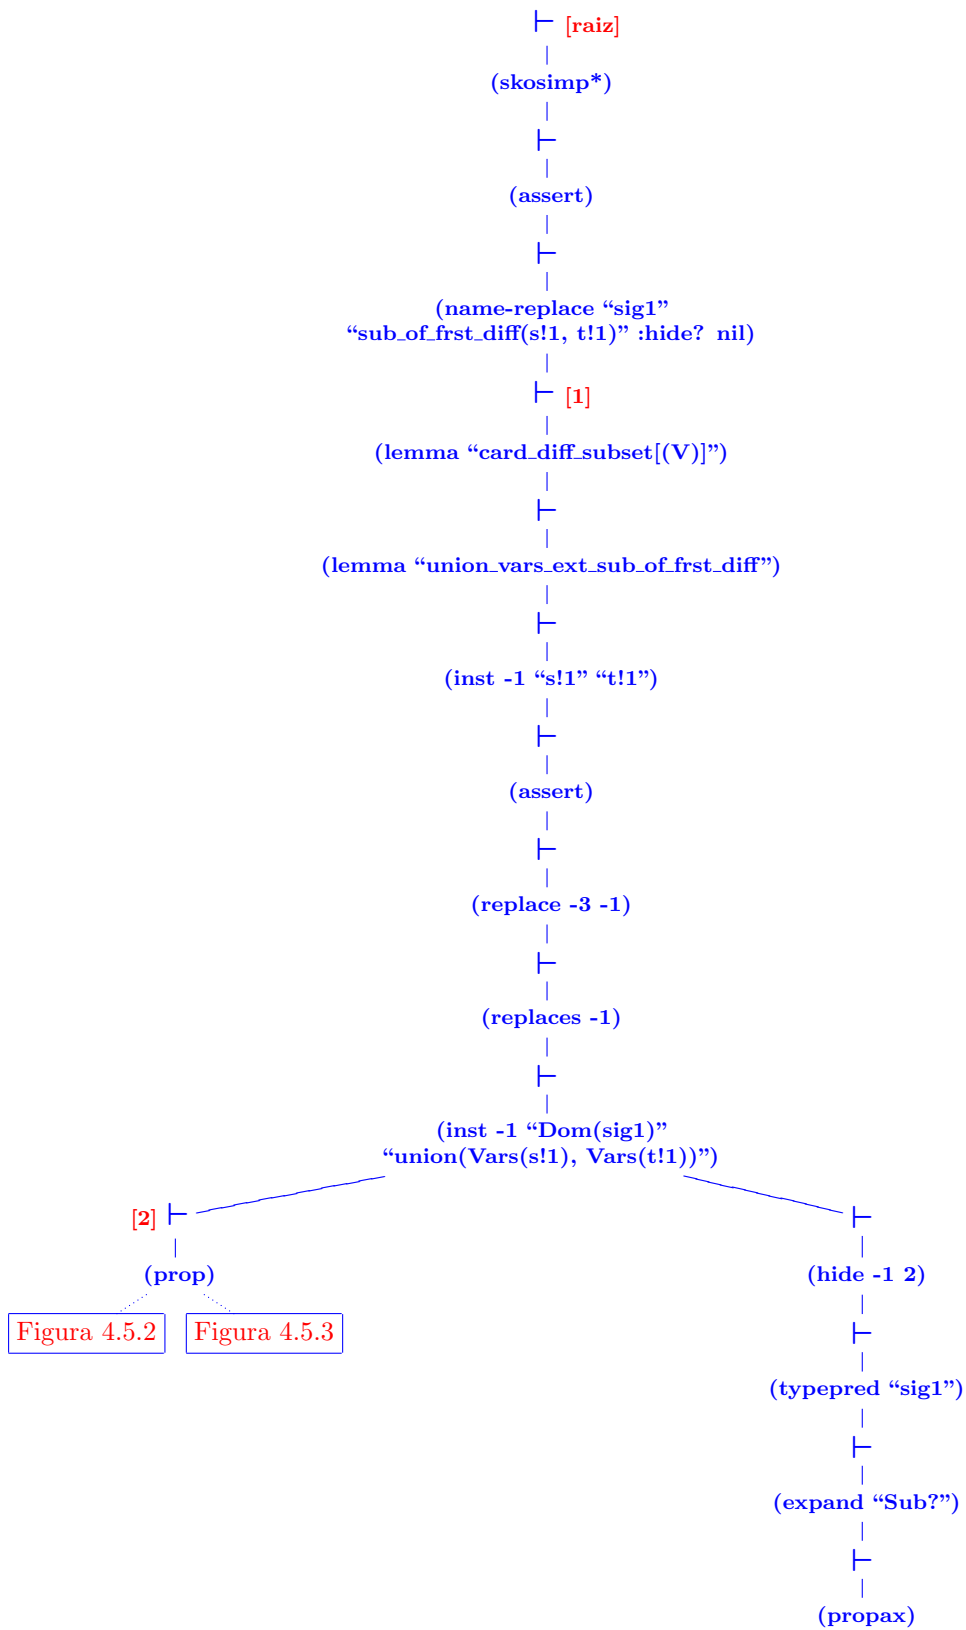 ⊢ [raiz]
(skosimp*)
⊢
(assert)
⊢
(name-replace “sig1”
“sub_of_frst_diff(s!1, t!1)” :hide? nil)
⊢ [1]
(lemma “card_diff_subset[(V)]”)
⊢
(lemma “union_vars_ext_sub_of_frst_diff”)
⊢
(inst -1 “s!1” “t!1”)
⊢
(assert)
⊢
(replace -3 -1)
⊢
(replaces -1)
⊢
(inst -1 “Dom(sig1)”
“union(Vars(s!1), Vars(t!1))”)
[2] ⊢
(prop)
Figura 4.5.2
Figura 4.5.3
⊢
(hide -1 2)
⊢
(typepred “sig1”)
⊢
(expand “Sub?”)
⊢
(propax)